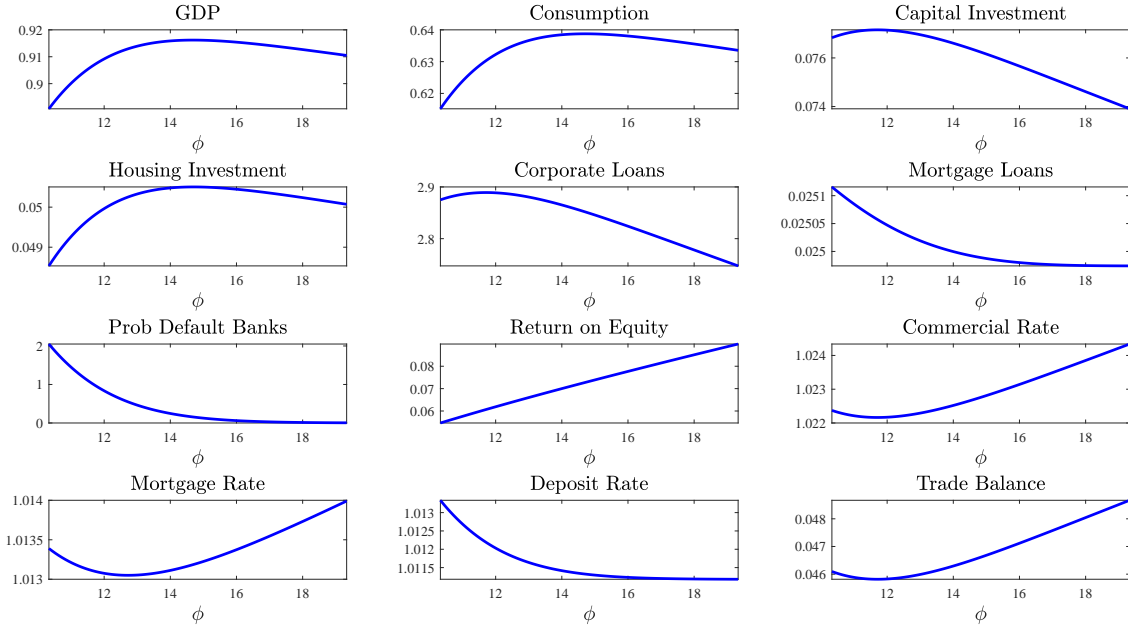 GDP
0.92
0.91
0.9
12 14 16 18
ϕ
Consumption
0.64
0.63
0.62
12 14 16 18
ϕ
Capital Investment
0.076
0.074
12 14 16 18
ϕ
Housing Investment
0.05
0.049
12 14 16 18
ϕ
Corporate Loans
2.9
2.8
12 14 16 18
ϕ
Mortgage Loans
0.0251
0.02505
0.025
12 14 16 18
ϕ
Prob Default Banks
2
1
0
12 14 16 18
ϕ
Return on Equity
0.08
0.07
0.06
12 14 16 18
ϕ
Commercial Rate
1.024
1.023
1.022
12 14 16 18
ϕ
Mortgage Rate
1.014
1.0135
1.013
12 14 16 18
ϕ
Deposit Rate
1.013
1.0125
1.012
1.0115
12 14 16 18
ϕ
Trade Balance
0.048
0.047
0.046
12 14 16 18
ϕ